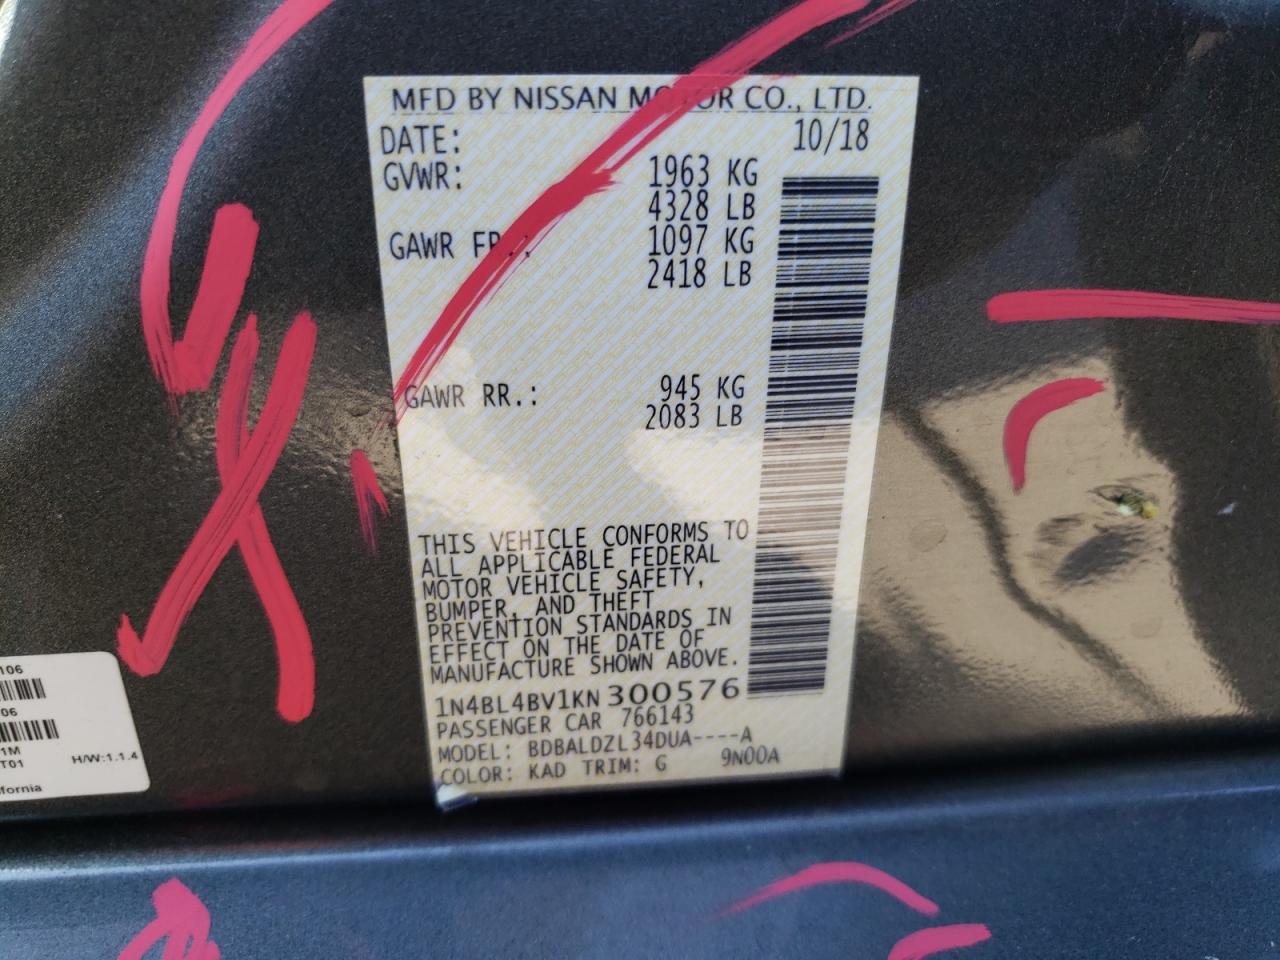 MFD BY NISSAN MOTOR CO., LTD.
DATE: 10/18
GVWR: 1963 KG
4328 LB
GAWR FR.: 1097 KG
2418 LB
GAWR RR.: 945 KG
2083 LB
THIS VEHICLE CONFORMS TO
ALL APPLICABLE FEDERAL
MOTOR VEHICLE SAFETY,
BUMPER, AND THEFT
PREVENTION STANDARDS IN
EFFECT ON THE DATE OF
MANUFACTURE SHOWN ABOVE.
1N4BL4BV1KN300576
PASSENGER CAR 766143
MODEL: BDBALDZL34DUA----A
COLOR: KAD TRIM: G 9N00A
106
06
1M
T01 H/W:1.1.4
ifornia